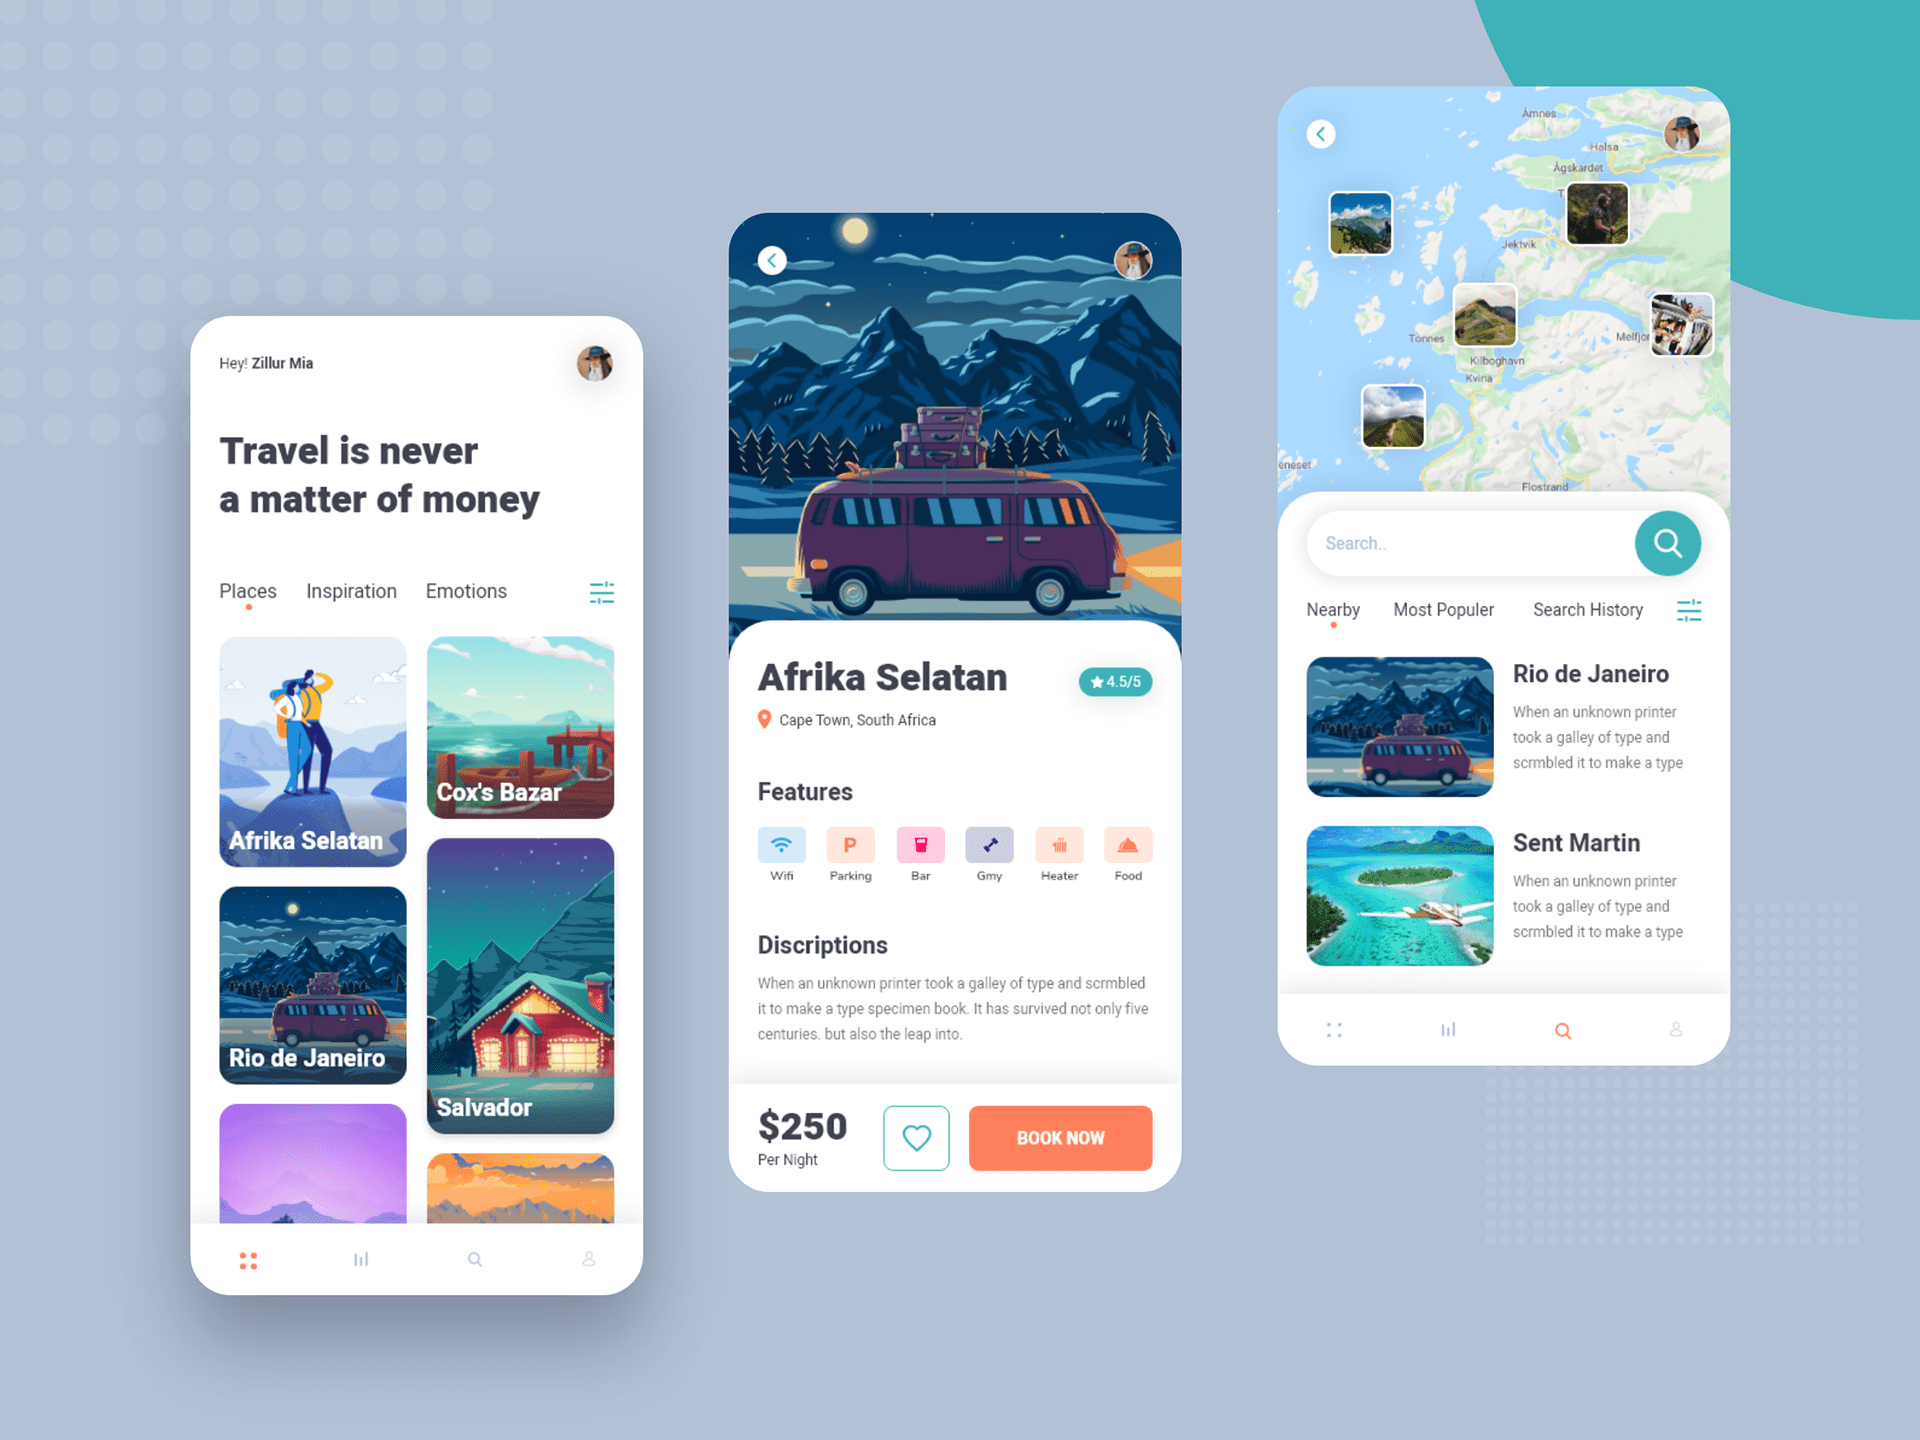 Hey! Zillur Mia
Travel is never
a matter of money
Places
Inspiration
Emotions
Afrika Selatan
Cox's Bazar
Rio de Janeiro
Salvador
Afrika Selatan
4.5/5
Cape Town, South Africa
Features
P
Wifi
Parking
Bar
Gmy
Heater
Food
Discriptions
When an unknown printer took a galley of type and scrmbled
it to make a type specimen book. It has survived not only five
centuries. but also the leap into.
$250
Per Night
BOOK NOW
Åmnes
Halsa
Ågskardet
T
Jektvik
Tonnes
Melfjor
Kilboghavn
Kvina
eneset
Flostrand
Search..
Nearby
Most Populer
Search History
Rio de Janeiro
When an unknown printer
took a galley of type and
scrmbled it to make a type
Sent Martin
When an unknown printer
took a galley of type and
scrmbled it to make a type